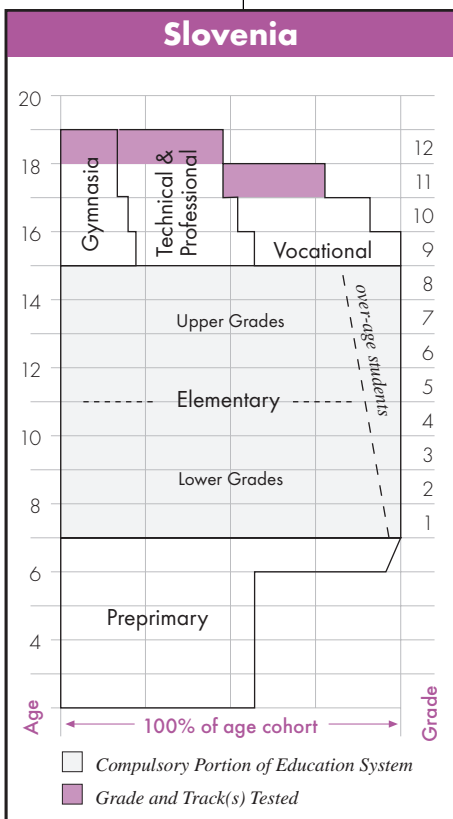 Slovenia
20
18
16
14
12
10
8
6
4
Age
12
11
10
9
8
7
6
5
4
3
2
1
Grade
Gymnasia
Technical &
Professional
Vocational
Upper Grades
over-age students
Elementary
Lower Grades
Preprimary
100% of age cohort
Compulsory Portion of Education System
Grade and Track(s) Tested